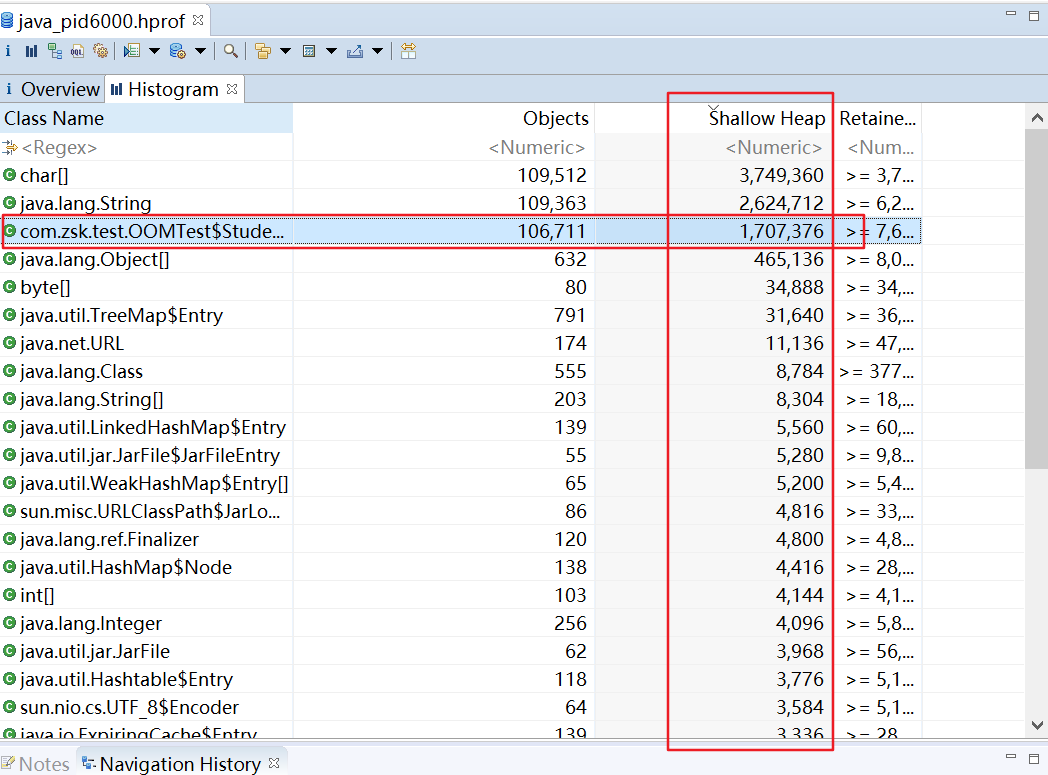 java_pid6000.hprof
i OQL
i Overview Histogram
Class Name Objects Shallow Heap Retaine...
<Regex> <Numeric> <Numeric> <Num...
char[] 109,512 3,749,360 >= 3,7...
java.lang.String 109,363 2,624,712 >= 6,2...
com.zsk.test.OOMTest$Stude... 106,711 1,707,376 >= 7,6...
java.lang.Object[] 632 465,136 >= 8,0...
byte[] 80 34,888 >= 34,...
java.util.TreeMap$Entry 791 31,640 >= 36,...
java.net.URL 174 11,136 >= 47,...
java.lang.Class 555 8,784 >= 377...
java.lang.String[] 203 8,304 >= 18,...
java.util.LinkedHashMap$Entry 139 5,560 >= 60,...
java.util.jar.JarFile$JarFileEntry 55 5,280 >= 9,8...
java.util.WeakHashMap$Entry[] 65 5,200 >= 5,4...
sun.misc.URLClassPath$JarLo... 86 4,816 >= 33,...
java.lang.ref.Finalizer 120 4,800 >= 4,8...
java.util.HashMap$Node 138 4,416 >= 28,...
int[] 103 4,144 >= 4,1...
java.lang.Integer 256 4,096 >= 5,8...
java.util.jar.JarFile 62 3,968 >= 56,...
java.util.Hashtable$Entry 118 3,776 >= 5,1...
sun.nio.cs.UTF_8$Encoder 64 3,584 >= 5,1...
java.io.ExpiringCache$Entry 139 3,336 >= 28
Notes Navigation History